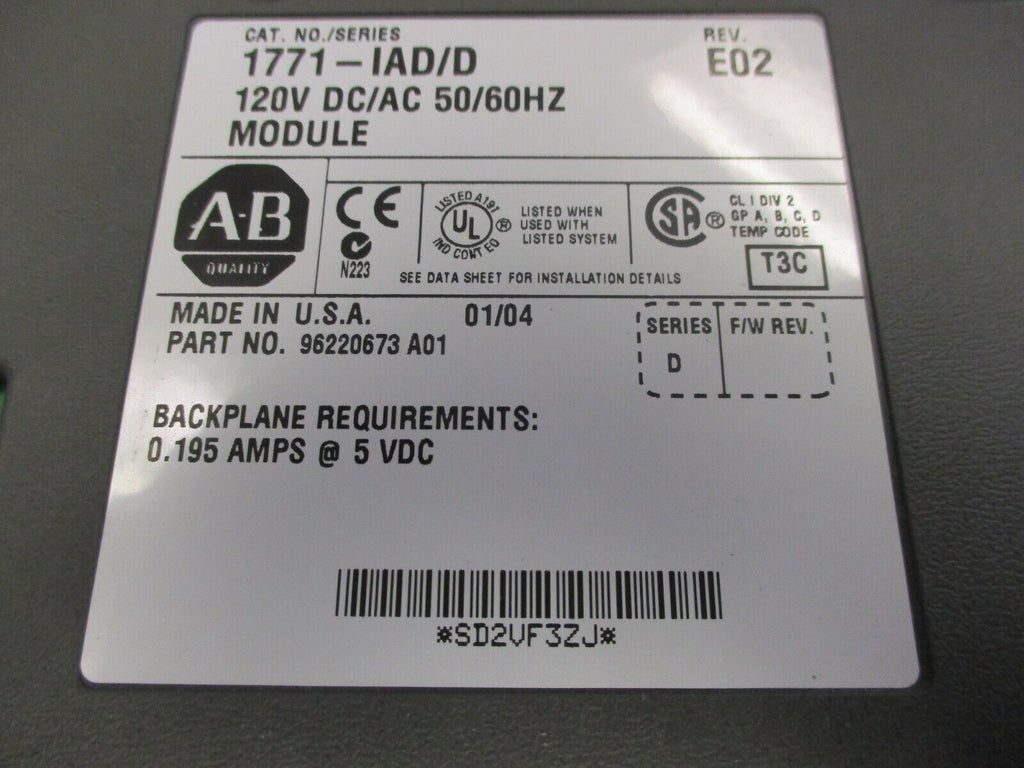 CAT. NO./SERIES
REV.
1771-IAD/D
E02
120V DC/AC 50/60HZ
MODULE
A-B
QUALITY
CE
N223
LISTED A197
UL
IND CONT EQ
®
LISTED WHEN
USED WITH
LISTED SYSTEM
SA ®
CL I DIV 2
GP A, B, C, D
TEMP CODE
T3C
SEE DATA SHEET FOR INSTALLATION DETAILS
MADE IN U.S.A. 01/04
PART NO. 96220673 A01
SERIES
F/W REV.
D
BACKPLANE REQUIREMENTS:
0.195 AMPS @ 5 VDC
*SD2VF3ZJ*